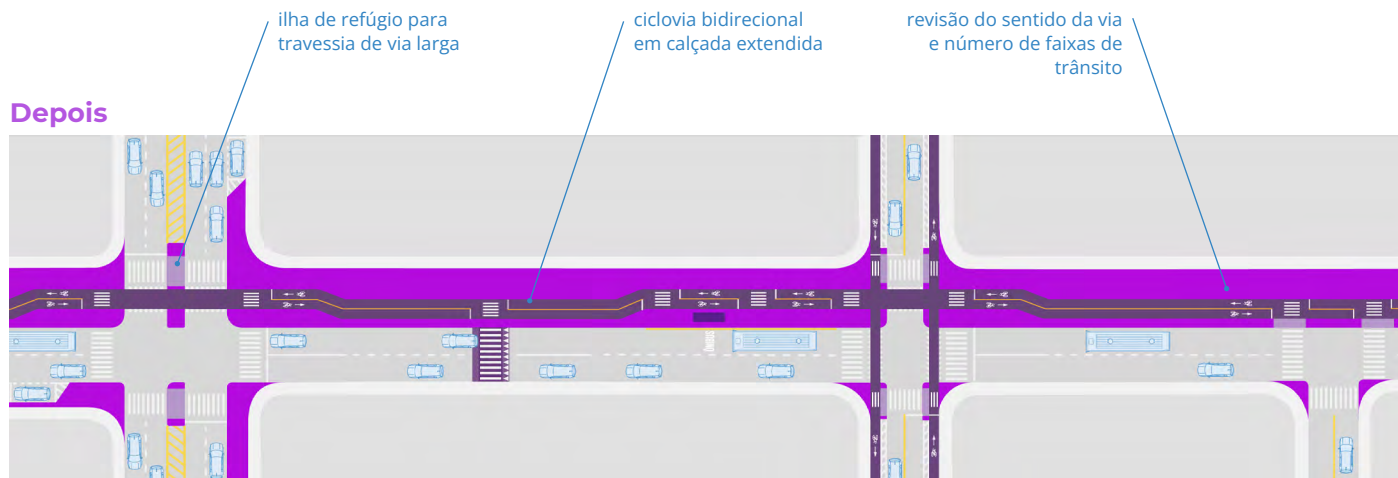 ilha de refúgio para
travessia de via larga
ciclovia bidirecional
em calçada extendida
revisão do sentido da via
e número de faixas de
trânsito
Depois